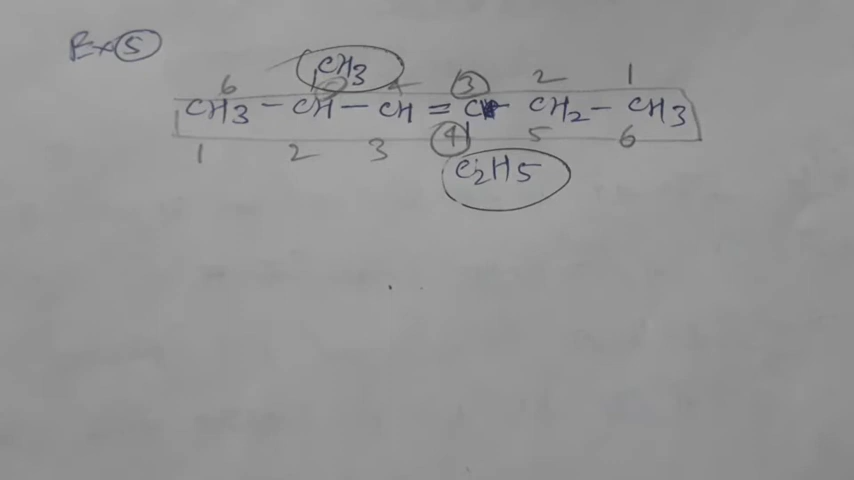 Ex 5
CH3
6 4 3 2 1
CH3 - CH - CH = C - CH2 - CH3
1 2 3 4 5 6
C2H5